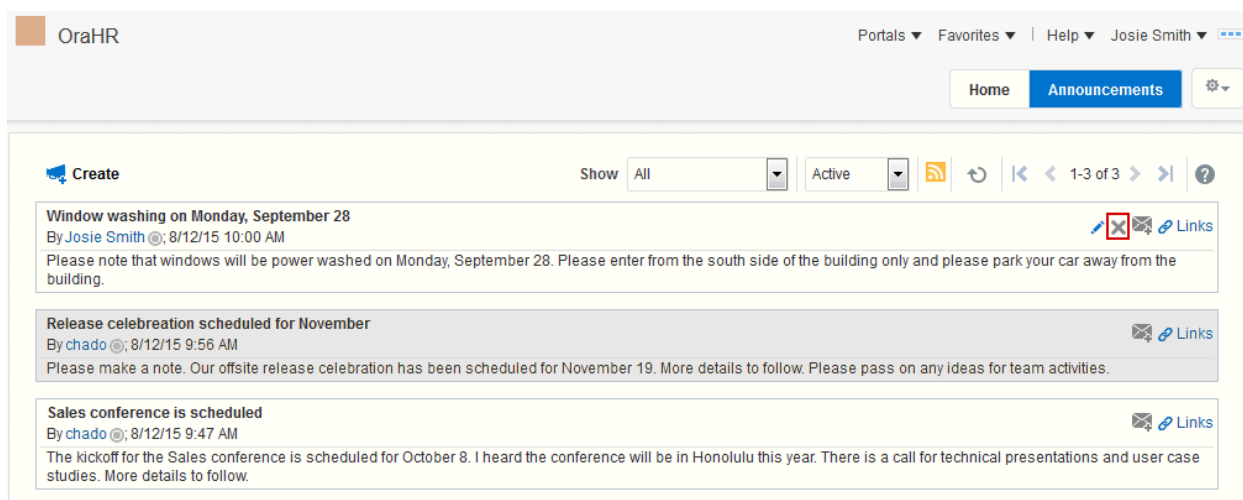 OraHR
Portals Favorites | Help Josie Smith
Home Announcements
Create Show All Active 1-3 of 3
Window washing on Monday, September 28
By Josie Smith ; 8/12/15 10:00 AM
Links
Please note that windows will be power washed on Monday, September 28. Please enter from the south side of the building only and please park your car away from the
building.
Release celebreation scheduled for November
By chado ; 8/12/15 9:56 AM
Links
Please make a note. Our offsite release celebration has been scheduled for November 19. More details to follow. Please pass on any ideas for team activities.
Sales conference is scheduled
By chado ; 8/12/15 9:47 AM
Links
The kickoff for the Sales conference is scheduled for October 8. I heard the conference will be in Honolulu this year. There is a call for technical presentations and user case
studies. More details to follow.